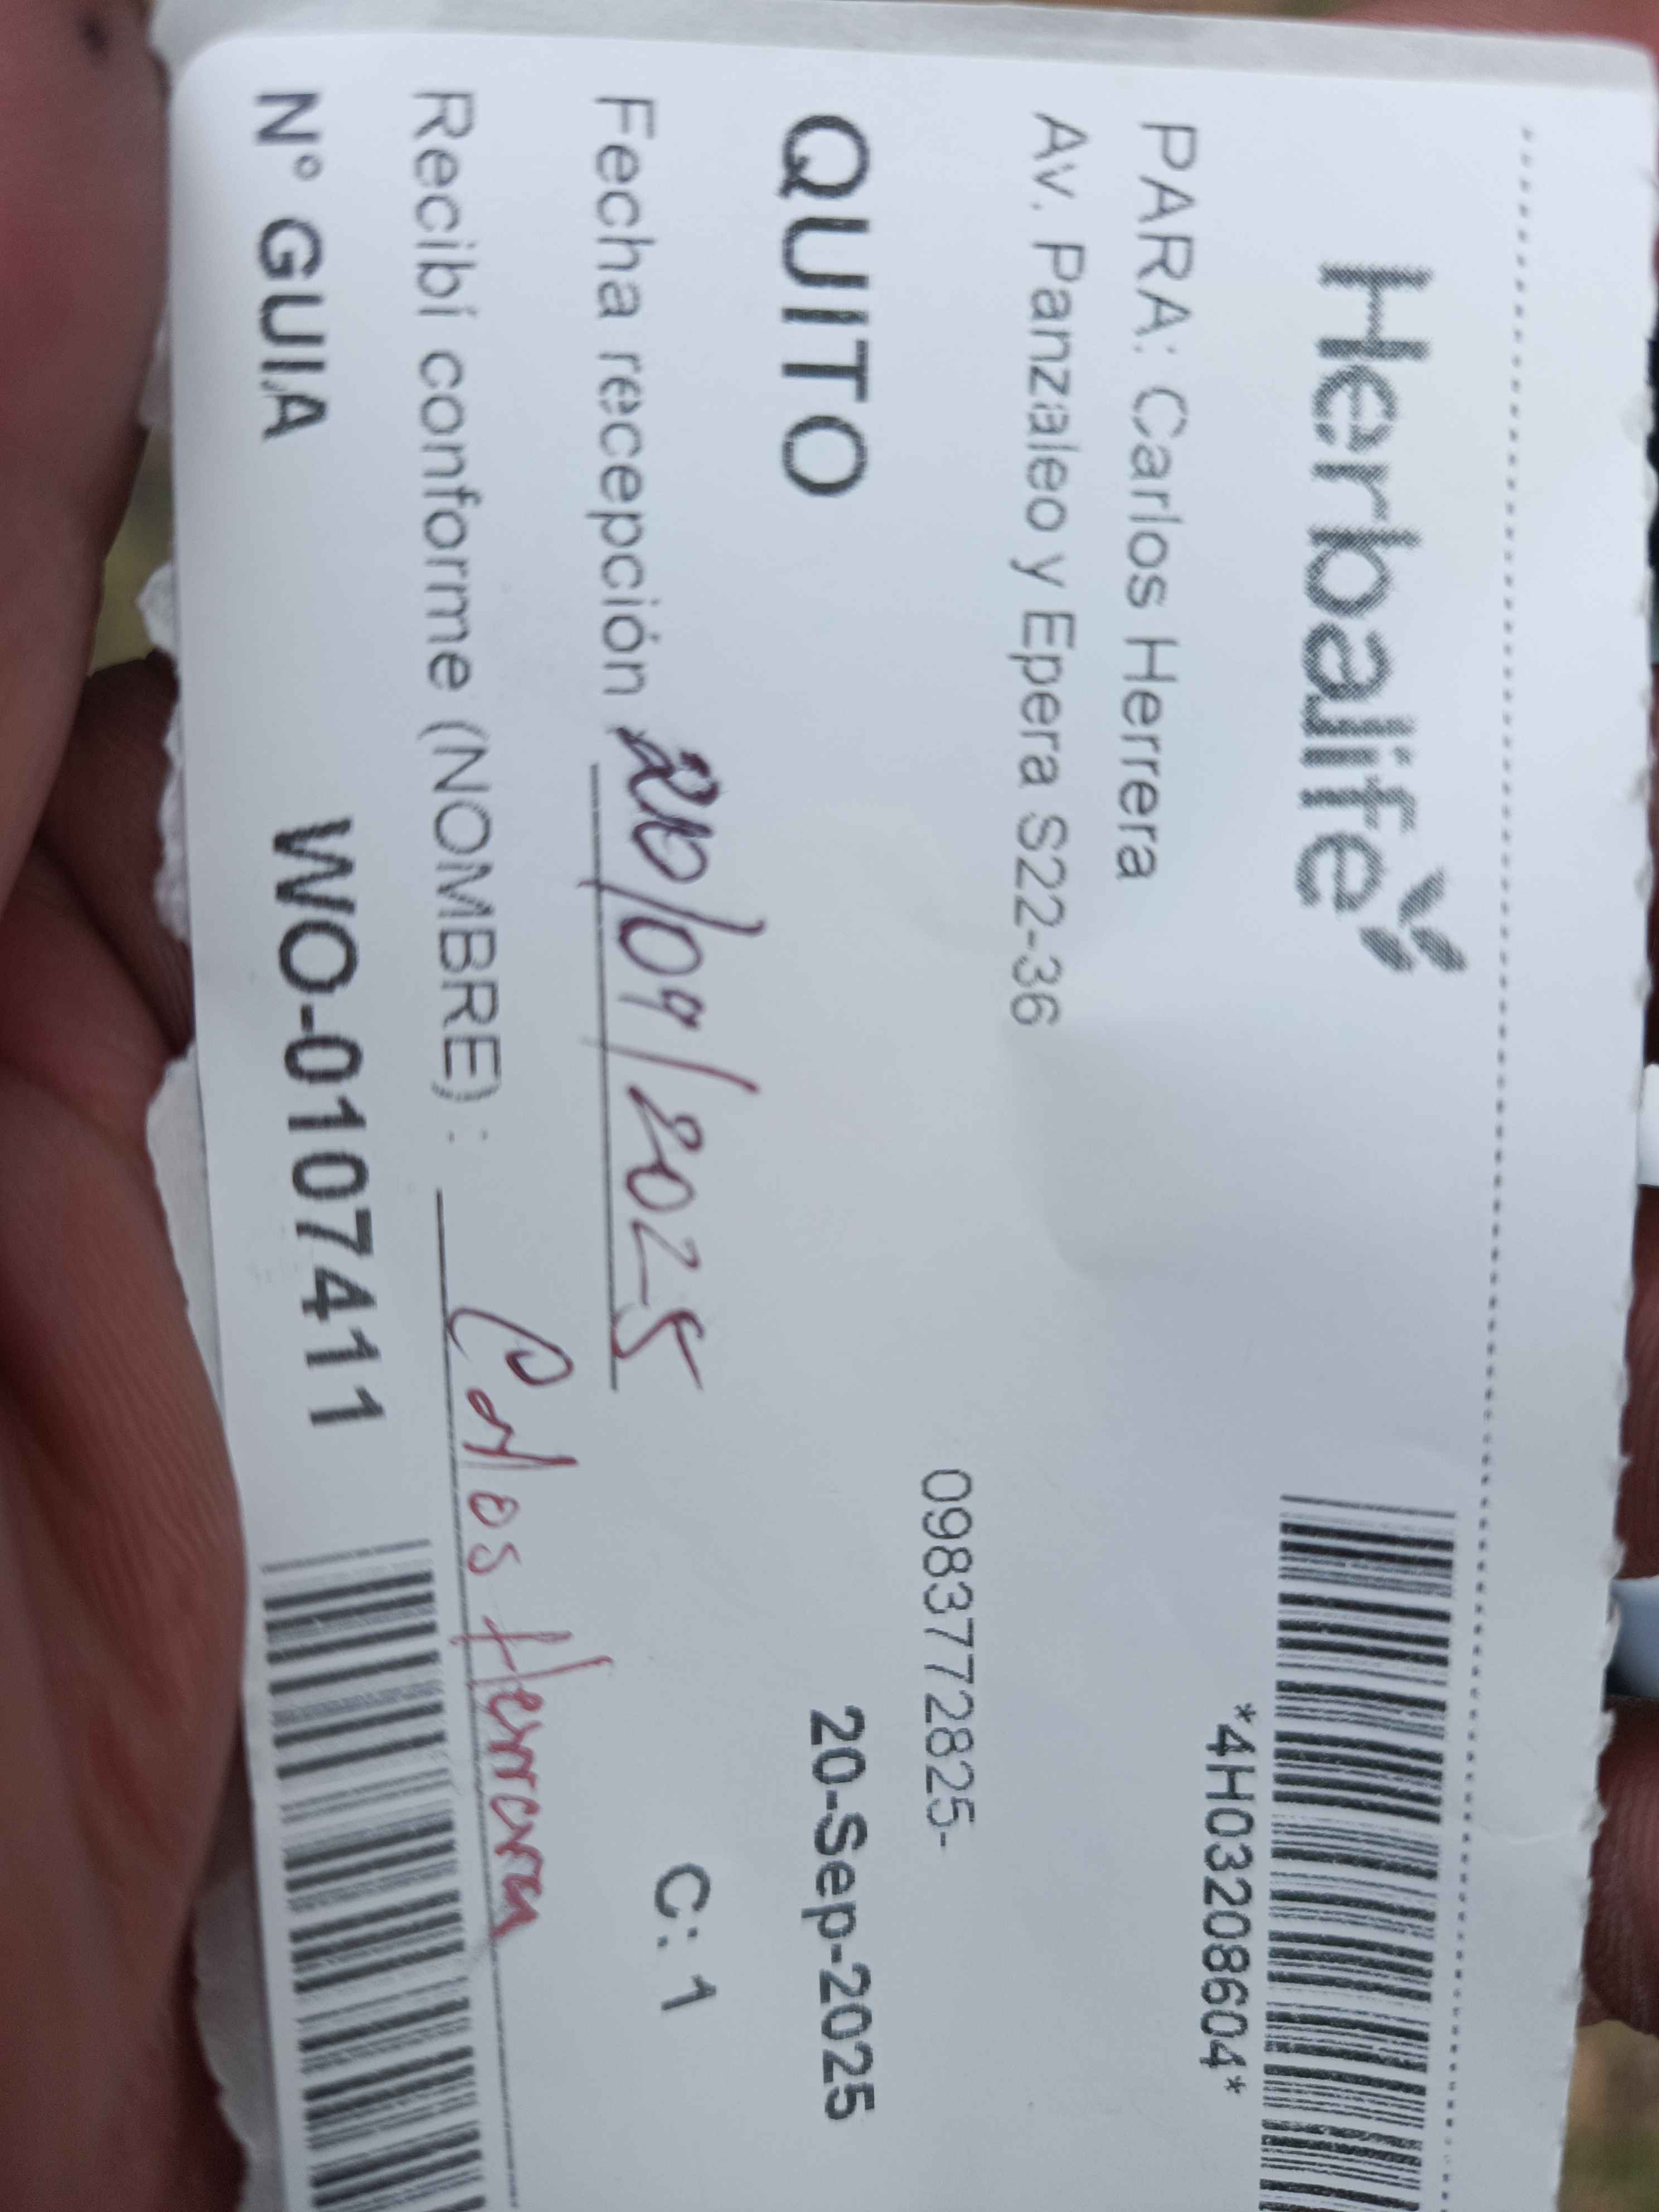 Herbalife
*4H03208604*
PARA: Carlos Herrera
Av. Panzaleo y Epera S22-36
0983772825-
QUITO 20-Sep-2025
Fecha recepción 20/09/2025 C: 1
Recibí conforme (NOMBRE) : Carlos Herrera
N° GUIA WO-0107411